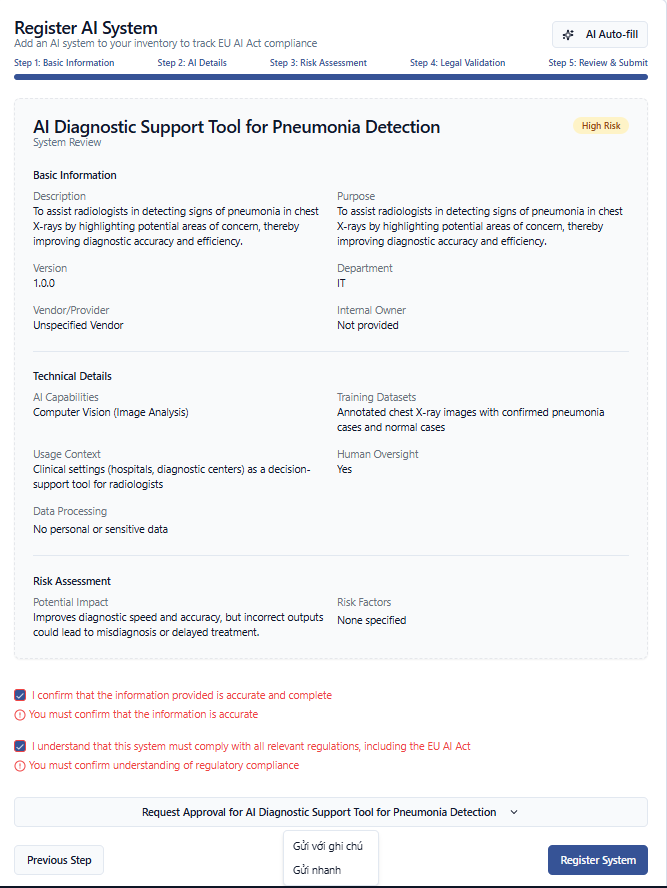 Register AI System
Add an AI system to your inventory to track EU AI Act compliance
AI Auto-fill
Step 1: Basic Information
Step 2: AI Details
Step 3: Risk Assessment
Step 4: Legal Validation
Step 5: Review & Submit
AI Diagnostic Support Tool for Pneumonia Detection
High Risk
System Review
Basic Information
Description
To assist radiologists in detecting signs of pneumonia in chest
X-rays by highlighting potential areas of concern, thereby
improving diagnostic accuracy and efficiency.
Purpose
To assist radiologists in detecting signs of pneumonia in chest
X-rays by highlighting potential areas of concern, thereby
improving diagnostic accuracy and efficiency.
Version
1.0.0
Department
IT
Vendor/Provider
Unspecified Vendor
Internal Owner
Not provided
Technical Details
AI Capabilities
Computer Vision (Image Analysis)
Training Datasets
Annotated chest X-ray images with confirmed pneumonia
cases and normal cases
Usage Context
Clinical settings (hospitals, diagnostic centers) as a decision-
support tool for radiologists
Human Oversight
Yes
Data Processing
No personal or sensitive data
Risk Assessment
Potential Impact
Improves diagnostic speed and accuracy, but incorrect outputs
could lead to misdiagnosis or delayed treatment.
Risk Factors
None specified
I confirm that the information provided is accurate and complete
You must confirm that the information is accurate
I understand that this system must comply with all relevant regulations, including the EU AI Act
You must confirm understanding of regulatory compliance
Request Approval for AI Diagnostic Support Tool for Pneumonia Detection
Previous Step
Gửi với ghi chú
Gửi nhanh
Register System